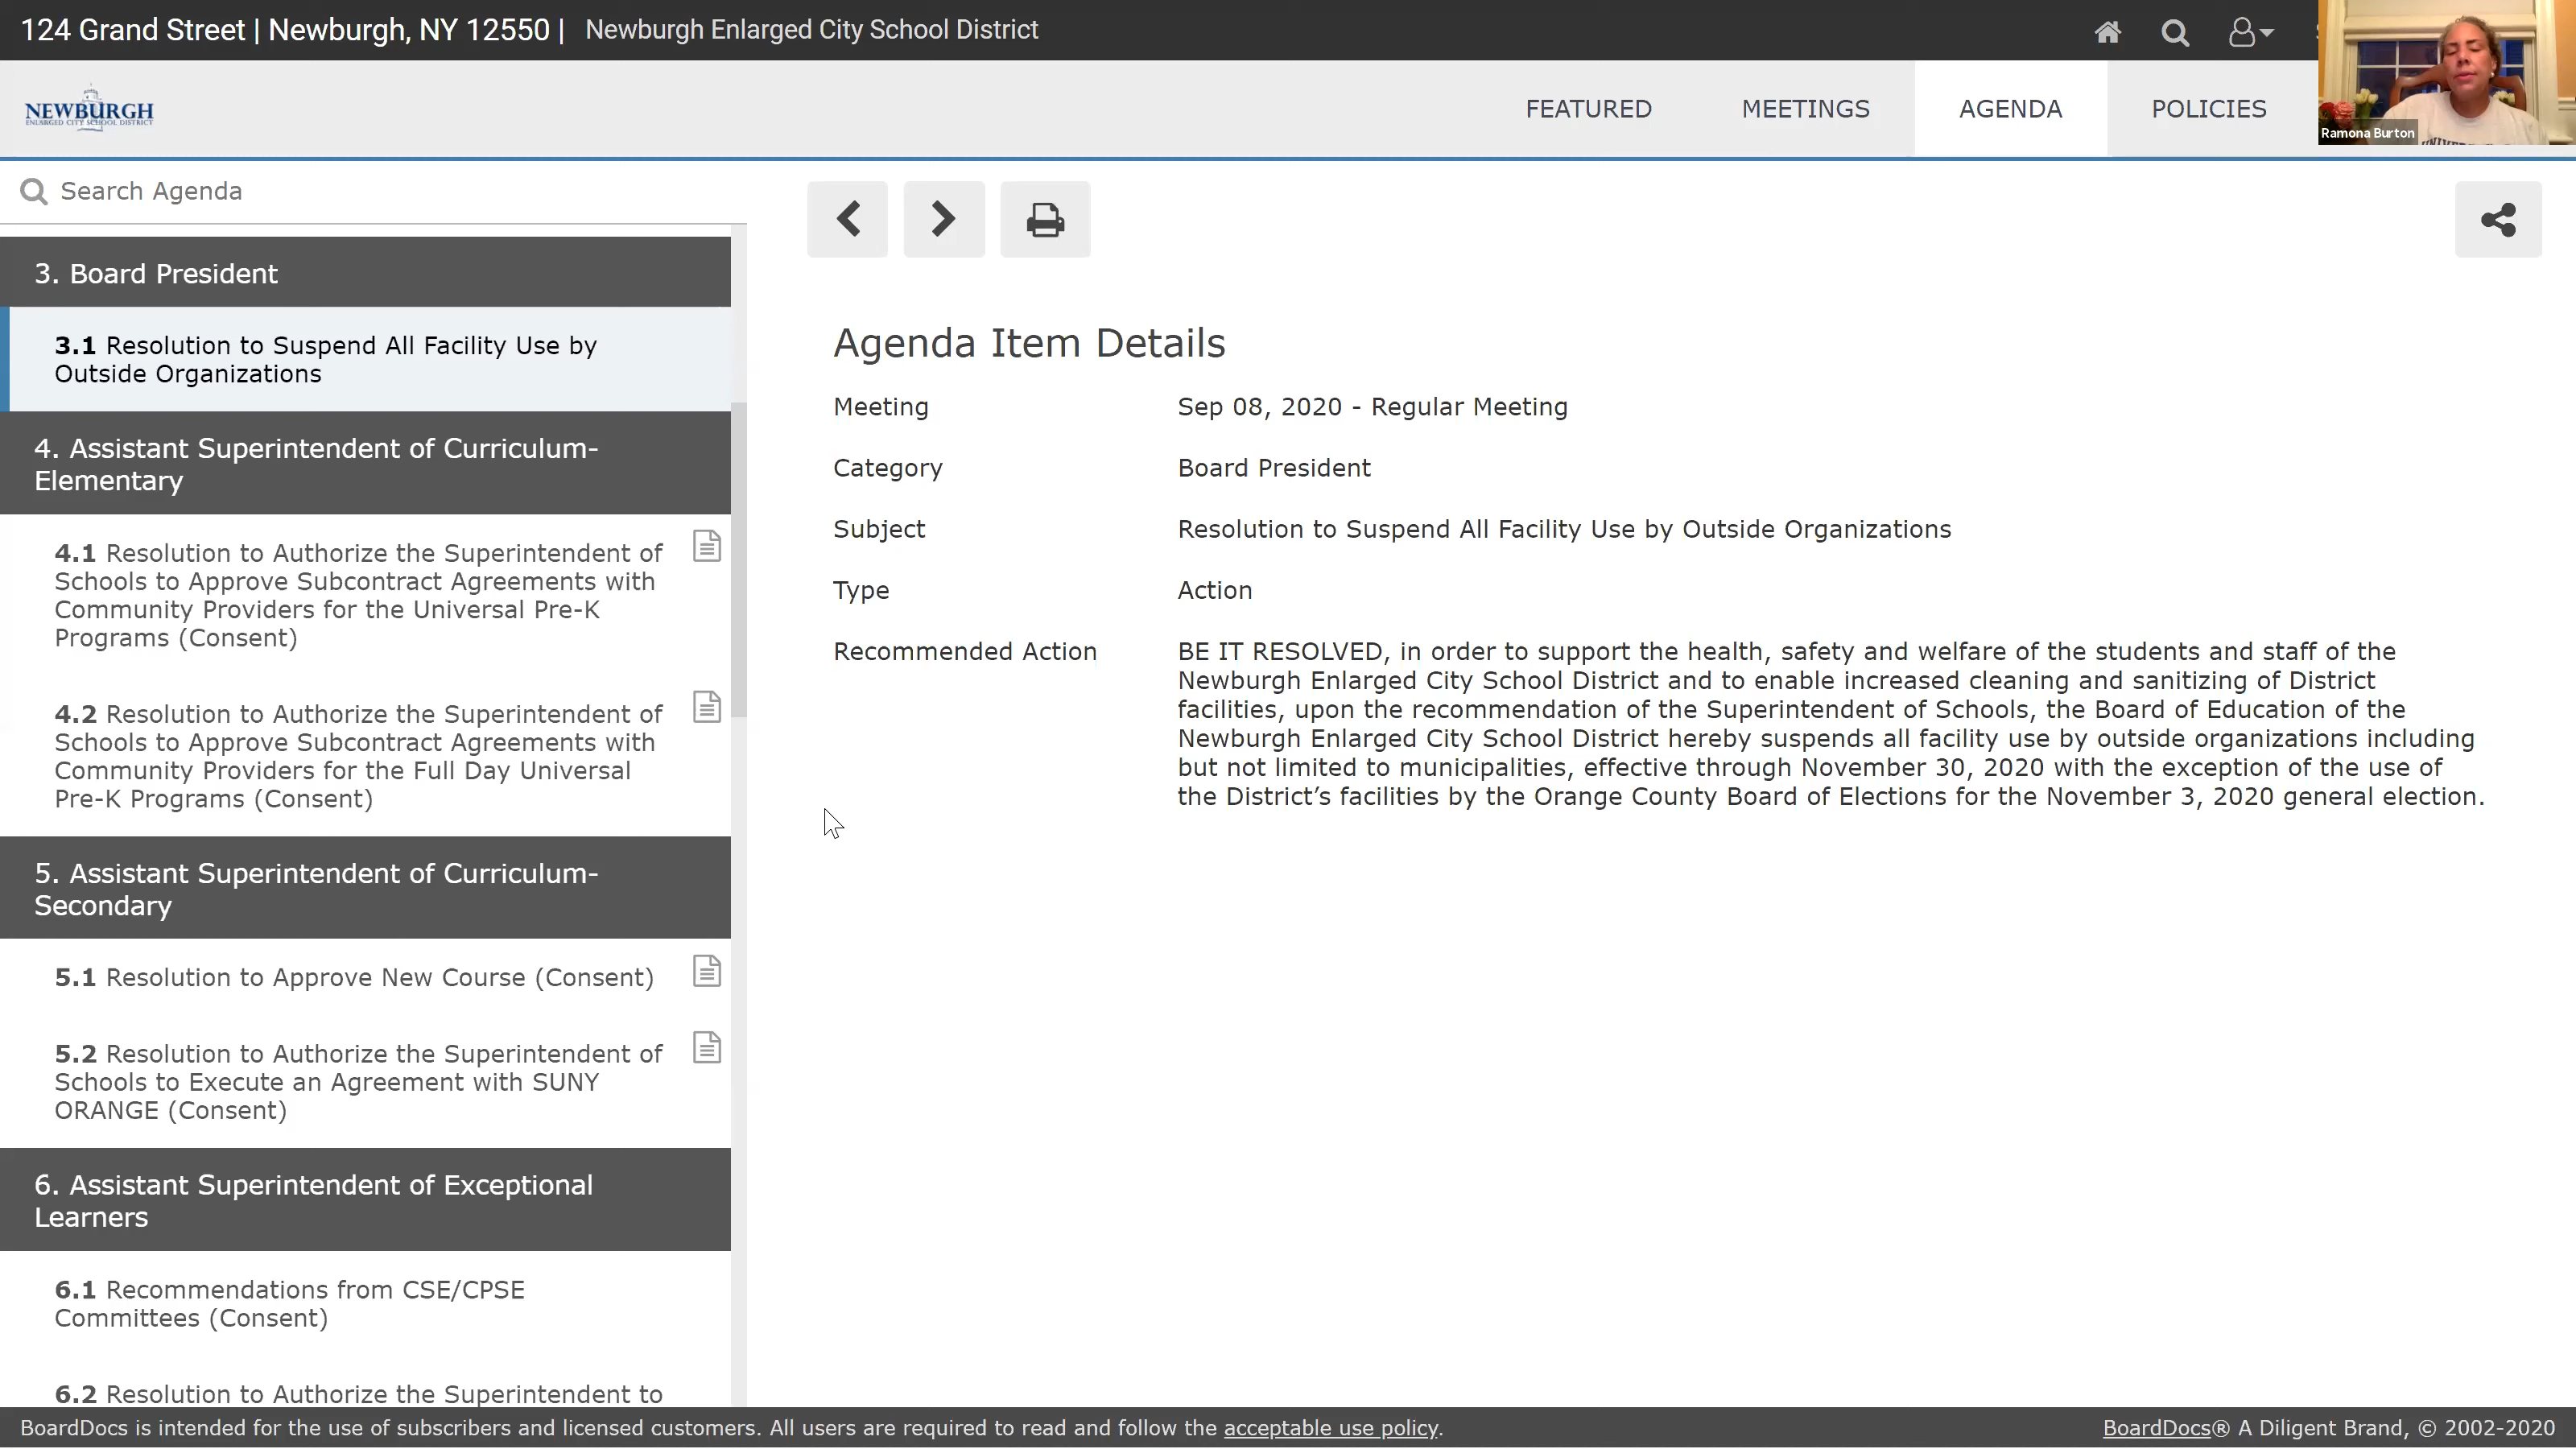 124 Grand Street | Newburgh, NY 12550 | Newburgh Enlarged City School District
NEWBURGH
ENLARGED CITY SCHOOL DISTRICT
FEATURED
MEETINGS
AGENDA
POLICIES
Ramona Burton
Search Agenda
3. Board President
3.1 Resolution to Suspend All Facility Use by
Outside Organizations
4. Assistant Superintendent of Curriculum-
Elementary
4.1 Resolution to Authorize the Superintendent of
Schools to Approve Subcontract Agreements with
Community Providers for the Universal Pre-K
Programs (Consent)
4.2 Resolution to Authorize the Superintendent of
Schools to Approve Subcontract Agreements with
Community Providers for the Full Day Universal
Pre-K Programs (Consent)
5. Assistant Superintendent of Curriculum-
Secondary
5.1 Resolution to Approve New Course (Consent)
5.2 Resolution to Authorize the Superintendent of
Schools to Execute an Agreement with SUNY
ORANGE (Consent)
6. Assistant Superintendent of Exceptional
Learners
6.1 Recommendations from CSE/CPSE
Committees (Consent)
6.2 Resolution to Authorize the Superintendent to
Agenda Item Details
Meeting Sep 08, 2020 - Regular Meeting
Category Board President
Subject Resolution to Suspend All Facility Use by Outside Organizations
Type Action
Recommended Action BE IT RESOLVED, in order to support the health, safety and welfare of the students and staff of the
Newburgh Enlarged City School District and to enable increased cleaning and sanitizing of District
facilities, upon the recommendation of the Superintendent of Schools, the Board of Education of the
Newburgh Enlarged City School District hereby suspends all facility use by outside organizations including
but not limited to municipalities, effective through November 30, 2020 with the exception of the use of
the District’s facilities by the Orange County Board of Elections for the November 3, 2020 general election.
BoardDocs is intended for the use of subscribers and licensed customers. All users are required to read and follow the acceptable use policy.
BoardDocs® A Diligent Brand, © 2002-2020